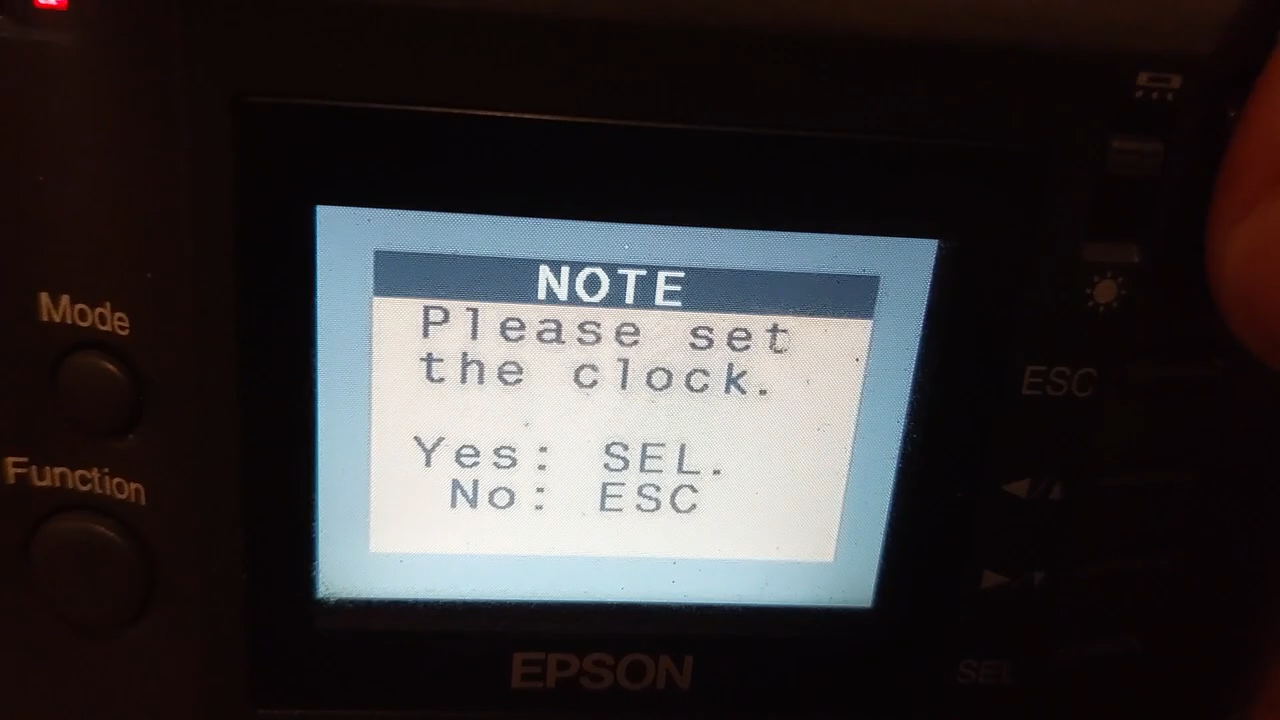 NOTE
Please set
the clock.
Yes: SEL.
No: ESC
Mode
Function
ESC
SEL
EPSON